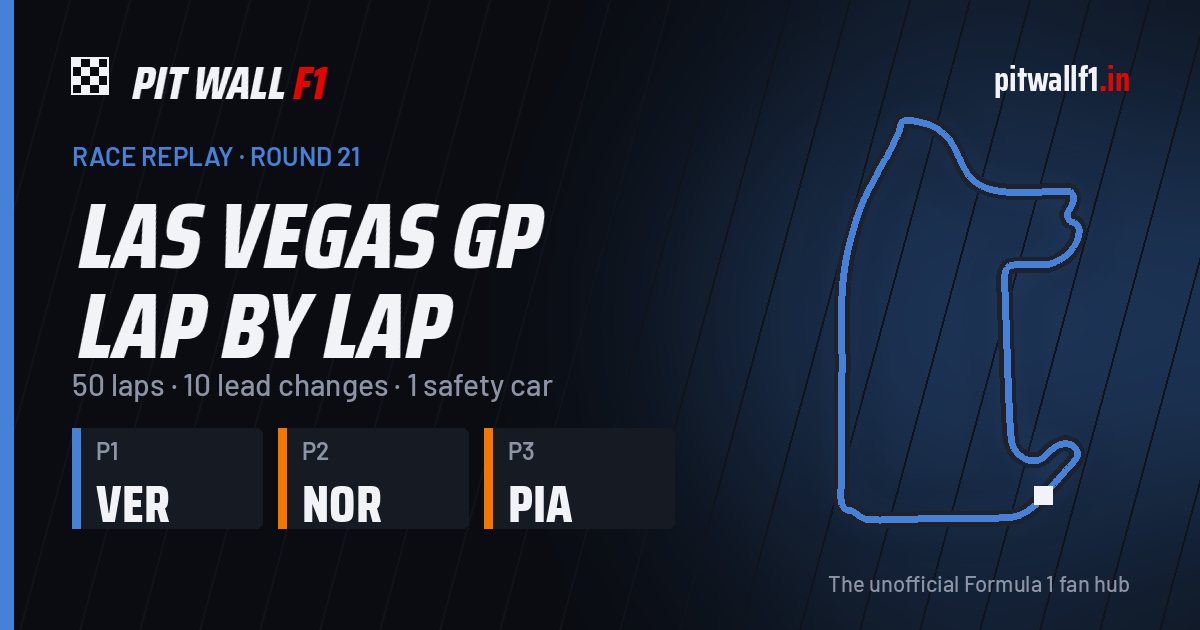 PIT WALL F1
pitwallf1.in
RACE REPLAY · ROUND 21
LAS VEGAS GP
LAP BY LAP
50 laps · 10 lead changes · 1 safety car
P1
VER
P2
NOR
P3
PIA
The unofficial Formula 1 fan hub